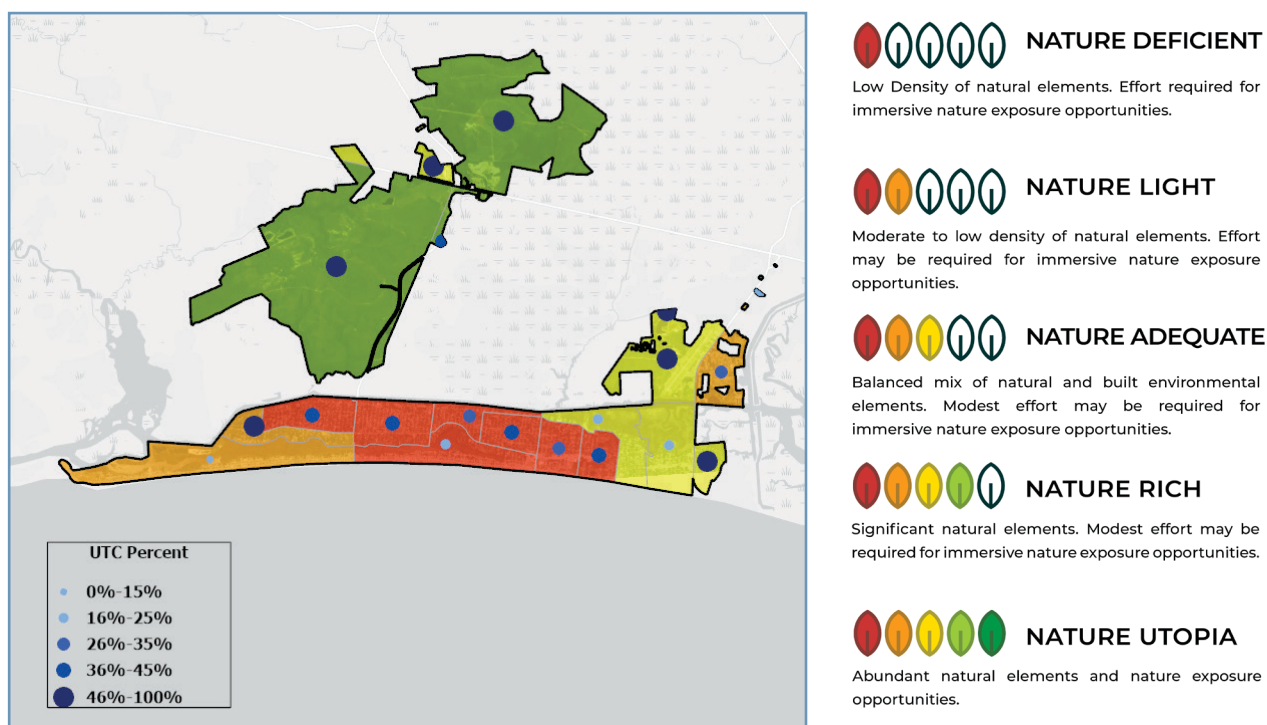 UTC Percent
0%-15%
16%-25%
26%-35%
36%-45%
46%-100%
NATURE DEFICIENT
Low Density of natural elements. Effort required for
immersive nature exposure opportunities.
NATURE LIGHT
Moderate to low density of natural elements. Effort
may be required for immersive nature exposure
opportunities.
NATURE ADEQUATE
Balanced mix of natural and built environmental
elements. Modest effort may be required for
immersive nature exposure opportunities.
NATURE RICH
Significant natural elements. Modest effort may be
required for immersive nature exposure opportunities.
NATURE UTOPIA
Abundant natural elements and nature exposure
opportunities.